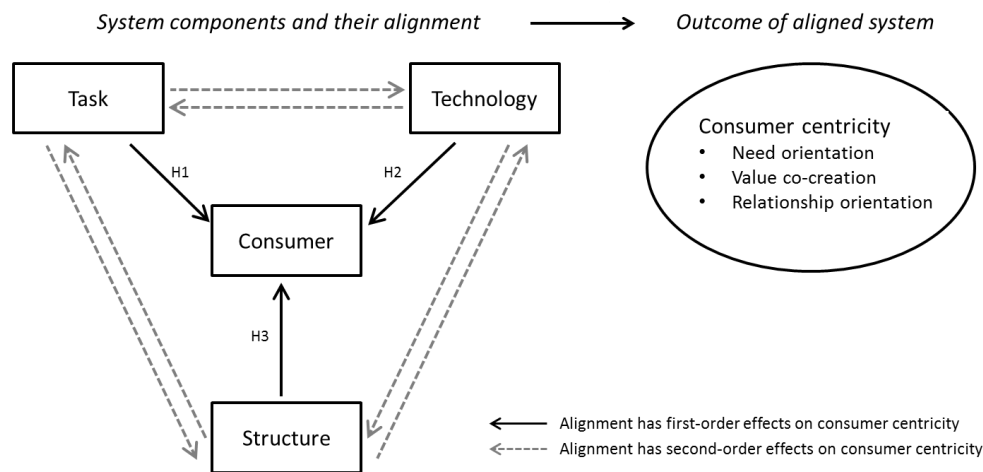 System components and their alignment
Outcome of aligned system
Task
Technology
Consumer centricity
• Need orientation
• Value co-creation
• Relationship orientation
H1
H2
Consumer
H3
Structure
Alignment has first-order effects on consumer centricity
Alignment has second-order effects on consumer centricity